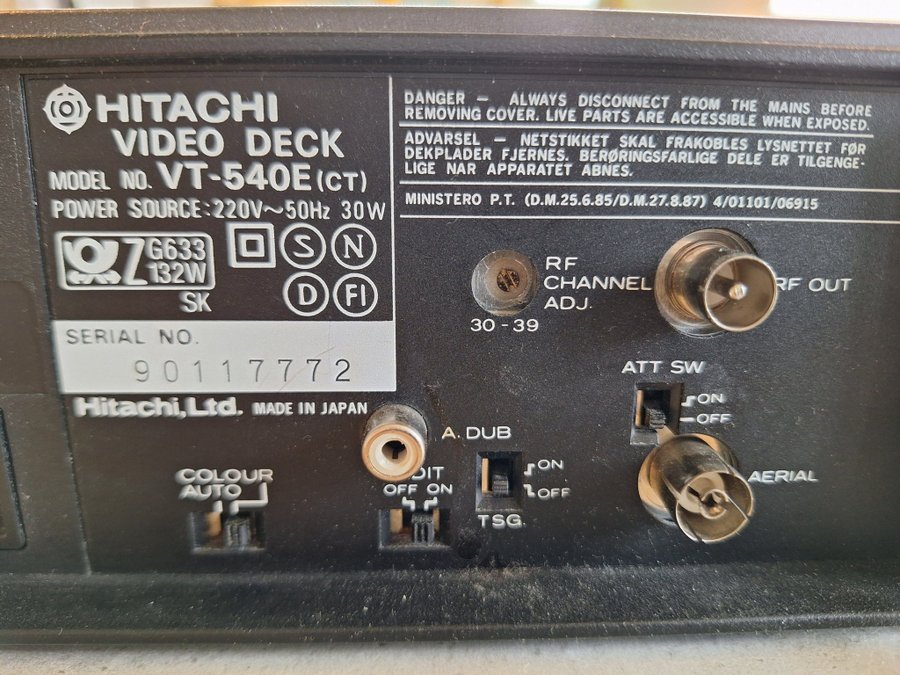 HITACHI
VIDEO DECK
MODEL NO. VT-540E (CT)
POWER SOURCE: 220V~50Hz 30W
Z G633
132W
SK
S N
D FI
SERIAL NO.
90117772
Hitachi, Ltd. MADE IN JAPAN
DANGER — ALWAYS DISCONNECT FROM THE MAINS BEFORE
REMOVING COVER. LIVE PARTS ARE ACCESSIBLE WHEN EXPOSED.
ADVARSEL — NETSTIKKET SKAL FRAKOBLES LYSNETTET FØR
DEKPLADER FJERNES. BERØRINGSFARLIGE DELE ER TILGENGE-
LIGE NAR APPARATET ABNES.
MINISTERO P.T. (D.M.25.6.85/D.M.27.8.87) 4/01101/06915
RF
CHANNEL
ADJ.
30-39
RF OUT
ATT SW
ON
OFF
AERIAL
A. DUB
COLOUR
AUTO
DIT
OFF ON
ON
OFF
TSG